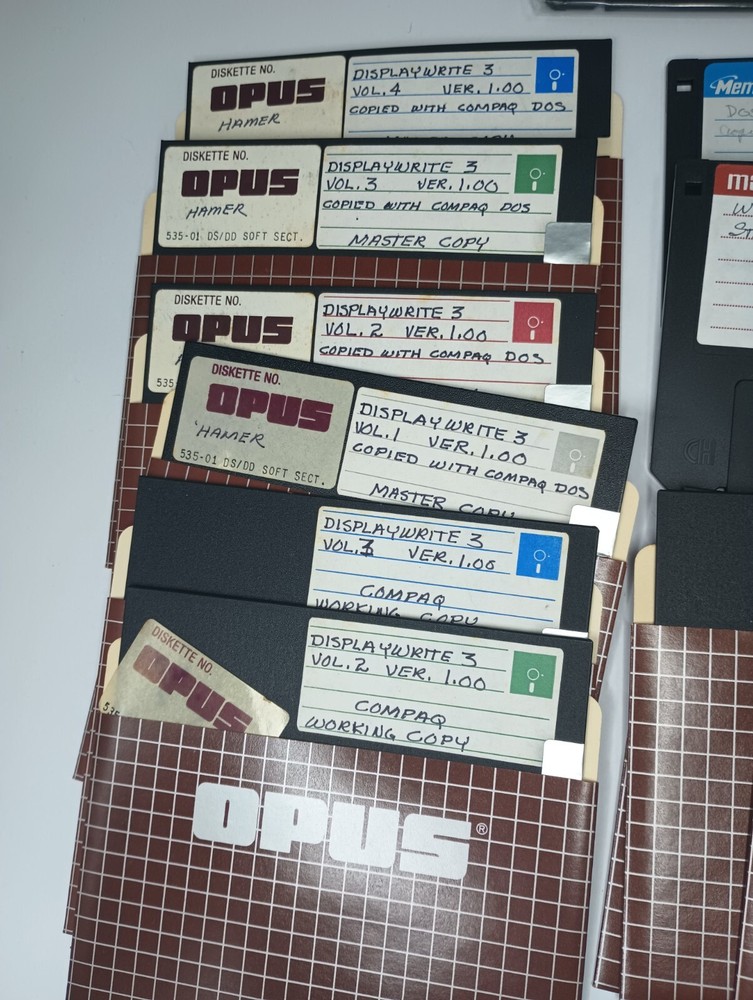 DISKETTE NO.
OPUS
HAMER
DISPLAYWRITE 3
VOL.4 VER. 1.00
COPIED WITH COMPAQ DOS
DISKETTE NO.
OPUS
HAMER
535-01 DS/DD SOFT SECT.
DISPLAYWRITE 3
VOL. 3 VER. 1.00
COPIED WITH COMPAQ DOS
MASTER COPY
DISKETTE NO.
OPUS
535
DISPLAYWRITE 3
VOL. 2 VER. 1.00
COPIED WITH COMPAQ DOS
DISKETTE NO.
OPUS
HAMER
535-01 DS/DD SOFT SECT.
DISPLAYWRITE 3
VOL. 1 VER. 1.00
COPIED WITH COMPAQ DOS
MASTER COPY
DISPLAYWRITE 3
VOL. VER. 1.00
COMPAQ
WORKING COPY
DISKETTE NO.
OPUS
DISPLAYWRITE 3
VOL. 2 VER. 1.00
COMPAQ
WORKING COPY
OPUS®